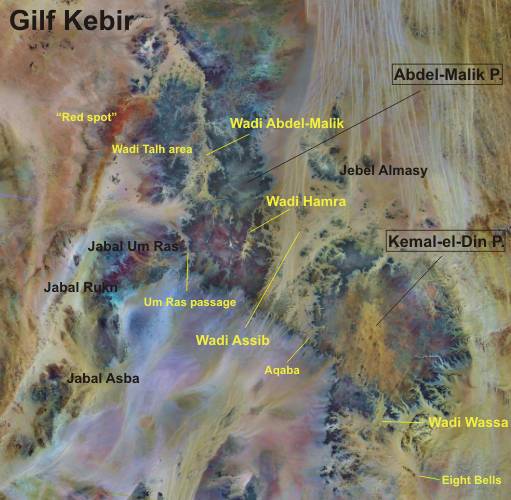 Gilf Kebir
Abdel-Malik P.
"Red spot"
Wadi Abdel-Malik
Wadi Talh area
Jebel Almasy
Wadi Hamra
Kemal-el-Din P.
Jabal Um Ras
Jabal Rukn
Um Ras passage
Wadi Assib
Aqaba
Jabal Asba
Wadi Wassa
Eight Bells